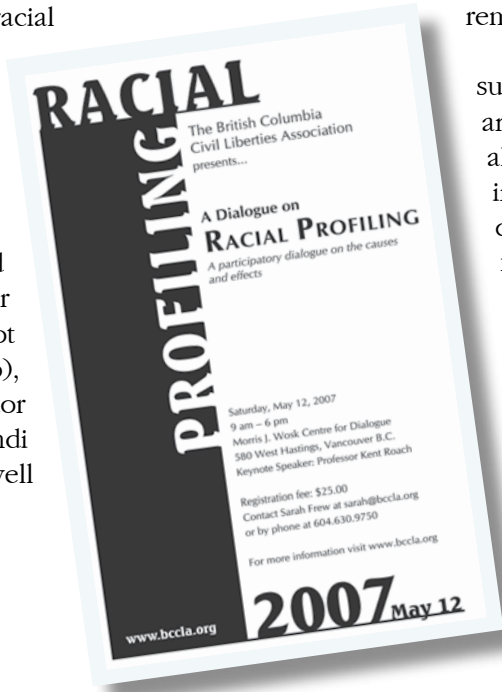 racial
RACIAL
PROFILING
The British Columbia
Civil Liberties Association
presents...
A Dialogue on
RACIAL PROFILING
A participatory dialogue on the causes
and effects
Saturday, May 12, 2007
9 am – 6 pm
Morris J. Wosk Centre for Dialogue
580 West Hastings, Vancouver B.C.
Keynote Speaker: Professor Kent Roach
Registration fee: $25.00
Contact Sarah Frew at sarah@bccla.org
or by phone at 604.630.9750
For more information visit www.bccla.org
2007 May 12
www.bccla.org